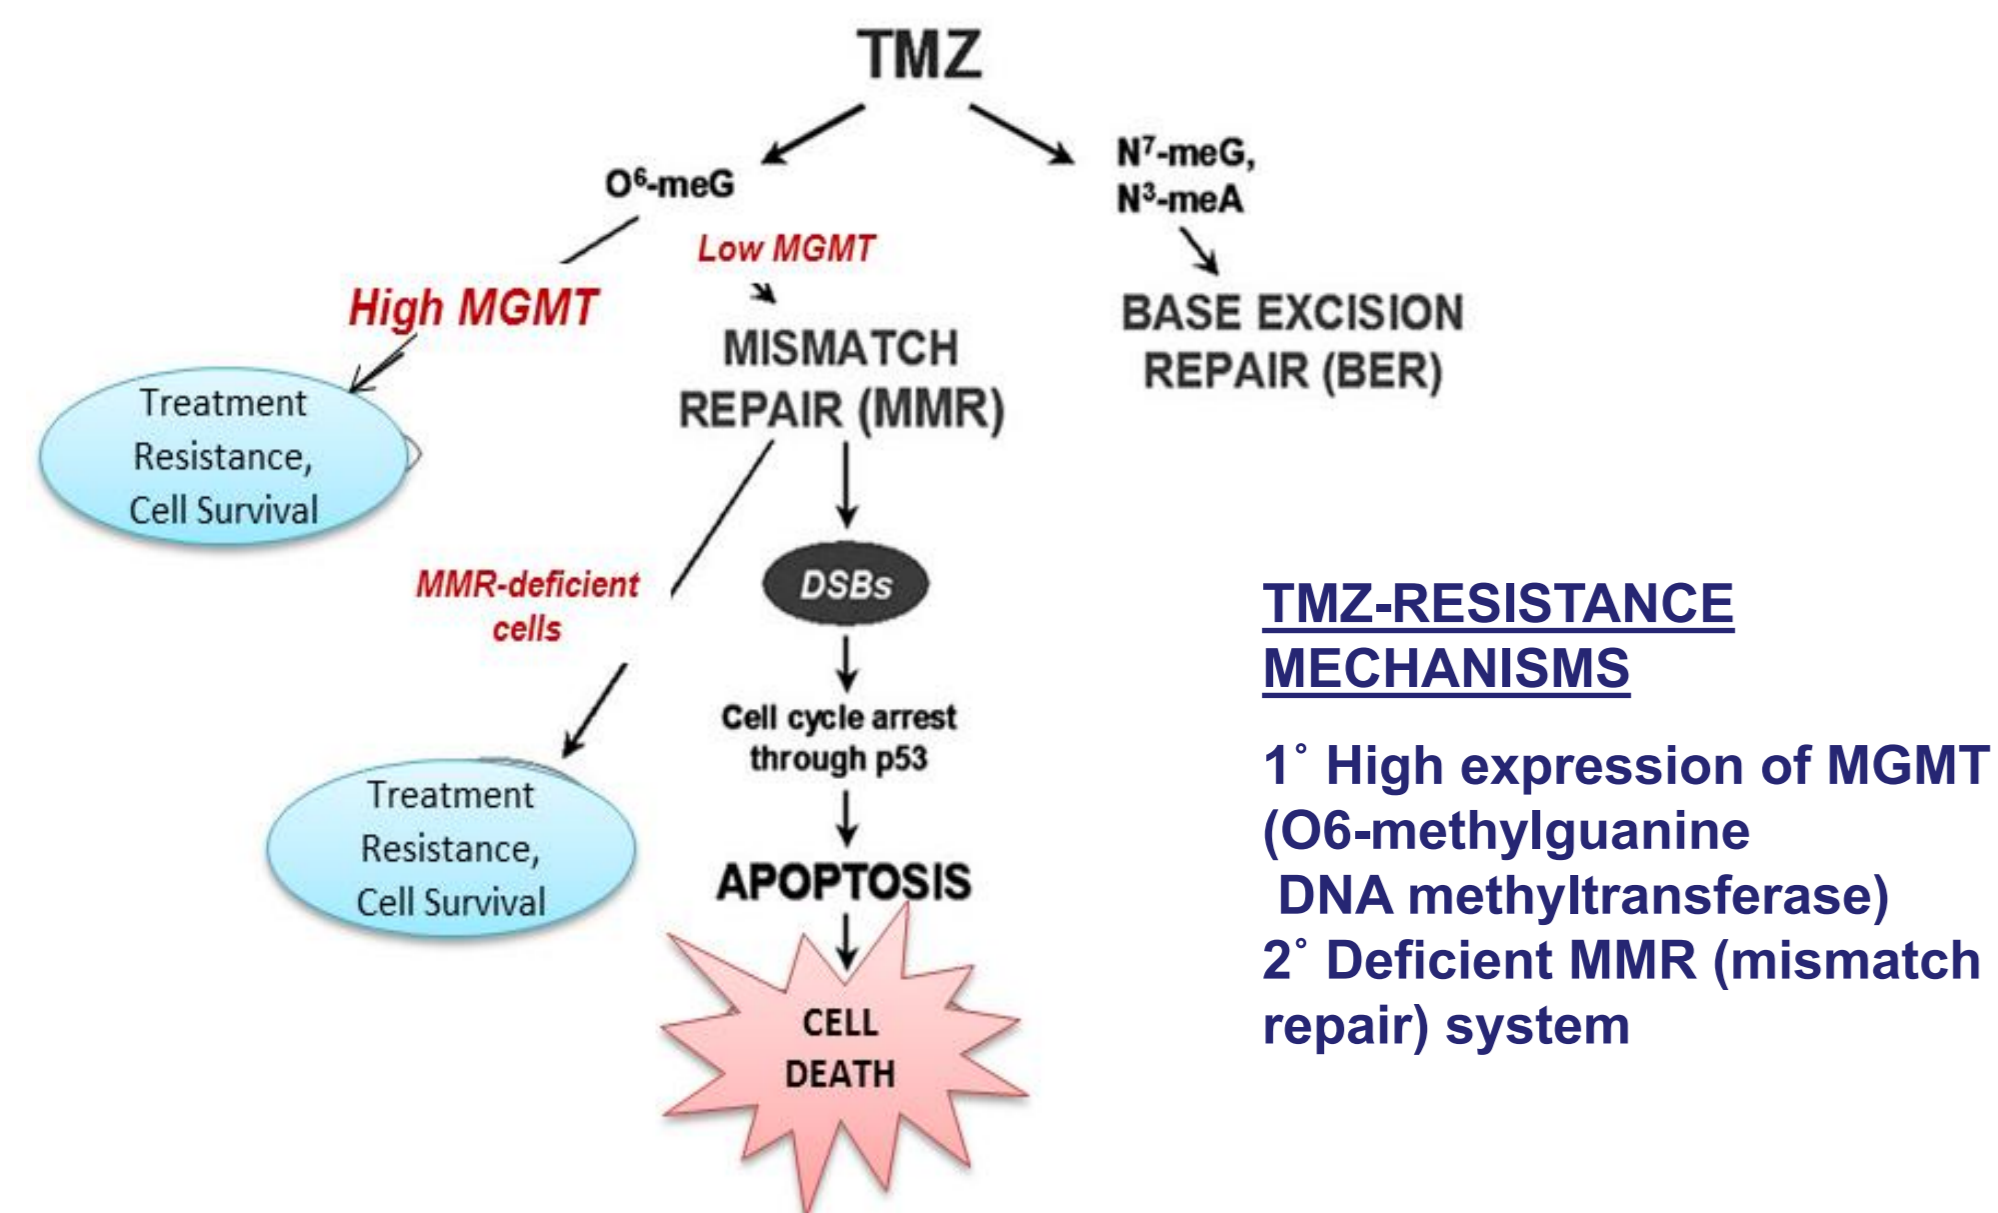 TMZ
O⁶-meG
N⁷-meG,
N³-meA
Low MGMT
High MGMT
MISMATCH
REPAIR (MMR)
BASE EXCISION
REPAIR (BER)
Treatment
Resistance,
Cell Survival
MMR-deficient
cells
DSBs
Cell cycle arrest
through p53
Treatment
Resistance,
Cell Survival
APOPTOSIS
CELL
DEATH
TMZ-RESISTANCE
MECHANISMS
1˚ High expression of MGMT
(O6-methylguanine
DNA methyltransferase)
2˚ Deficient MMR (mismatch
repair) system